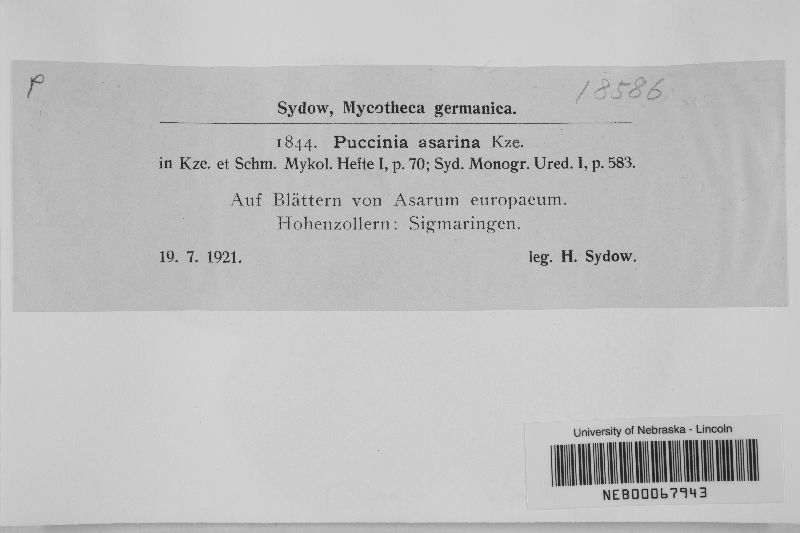 P
18586
Sydow, Mycotheca germanica.
1844. Puccinia asarina Kze.
in Kze. et Schm. Mykol. Hefte I, p. 70; Syd. Monogr. Ured. I, p. 583.
Auf Blättern von Asarum europaeum.
Hohenzollern: Sigmaringen.
19. 7. 1921. leg. H. Sydow.
University of Nebraska - Lincoln
NEB00067943